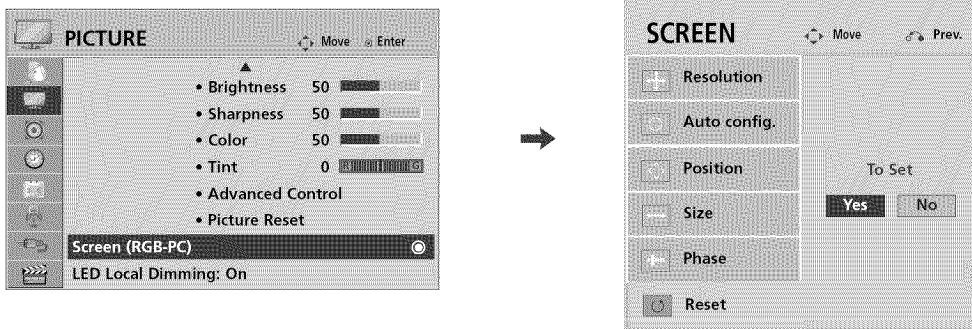 PICTURE
Move Enter
• Brightness 50
• Sharpness 50
• Color 50
• Tint 0 R G
• Advanced Control
• Picture Reset
Screen (RGB-PC)
LED Local Dimming: On
SCREEN
Move Prev.
Resolution
Auto config.
Position
Size
Phase
Reset
To Set
Yes No